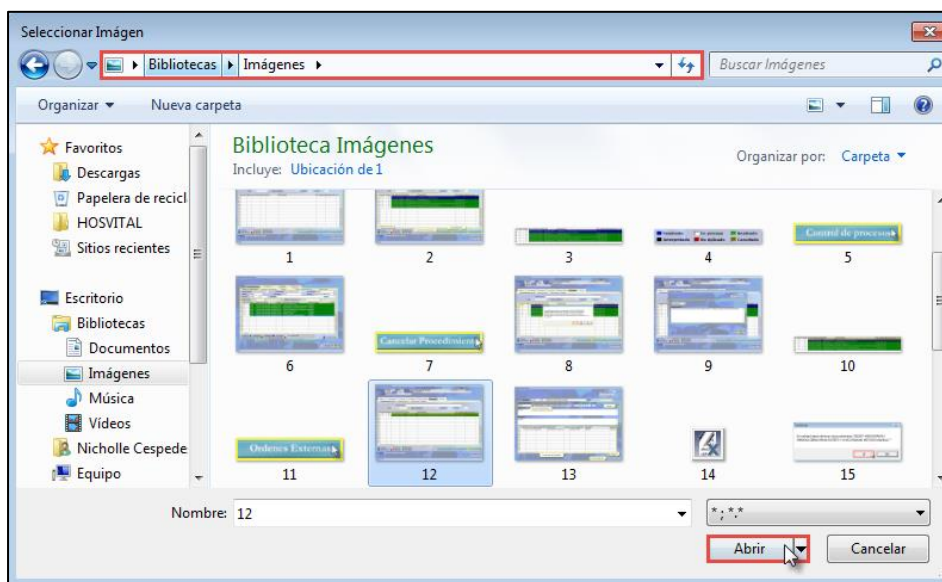 Seleccionar Imágen
Bibliotecas Imágenes
Buscar Imágenes
Organizar Nueva carpeta
Favoritos
Descargas
Papelera de recicl
HOSVITAL
Sitios recientes
Escritorio
Bibliotecas
Documentos
Imágenes
Música
Vídeos
Nicholle Cespede
Equipo
Biblioteca Imágenes
Incluye: Ubicación de 1
Organizar por: Carpeta
Control de procesos
1 2 3 4 5
Cancelar Procedimiento
6 7 8 9 10
Ordenes Externas
11 12 13 14 15
Nombre: 12
*; *.*
Abrir Cancelar